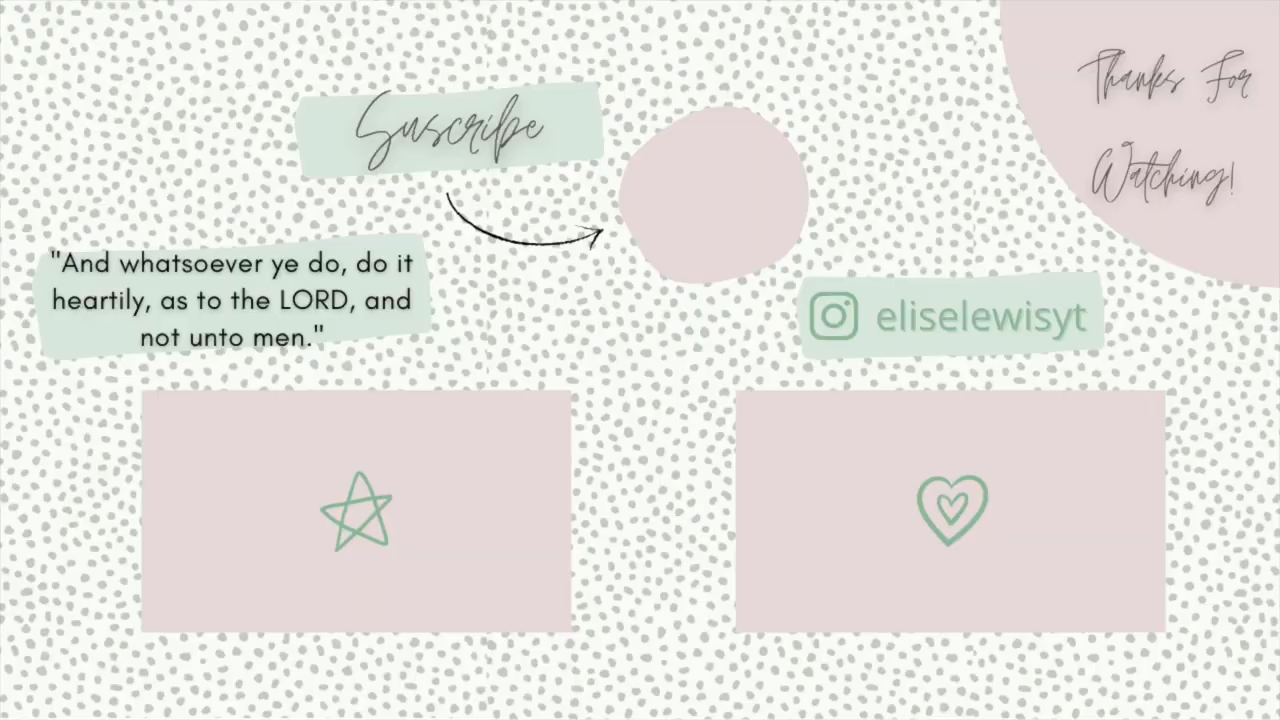 Thanks For
Watching!
Suscribe
"And whatsoever ye do, do it
heartily, as to the LORD, and
not unto men."
eliselewisyt